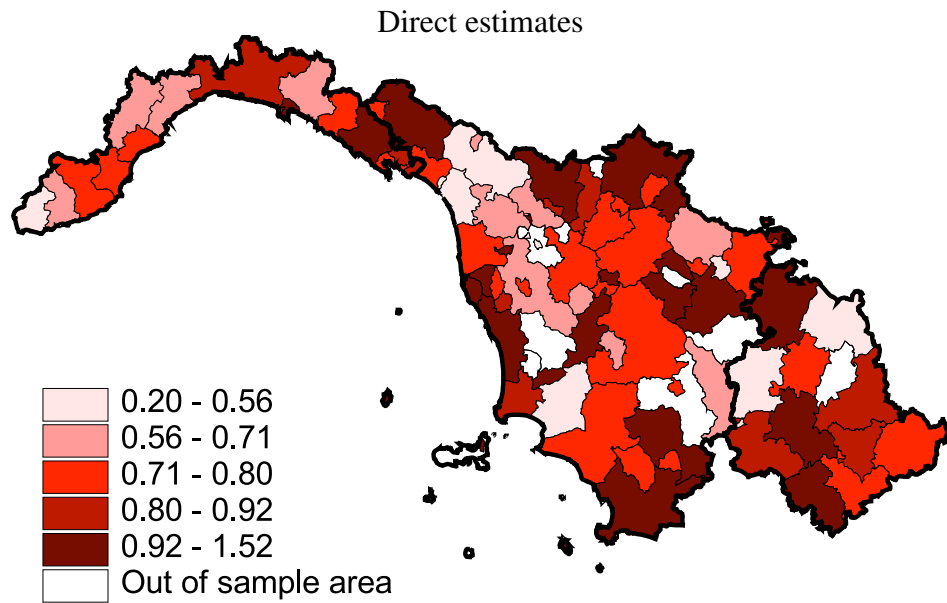 Direct estimates
0.20 - 0.56
0.56 - 0.71
0.71 - 0.80
0.80 - 0.92
0.92 - 1.52
Out of sample area